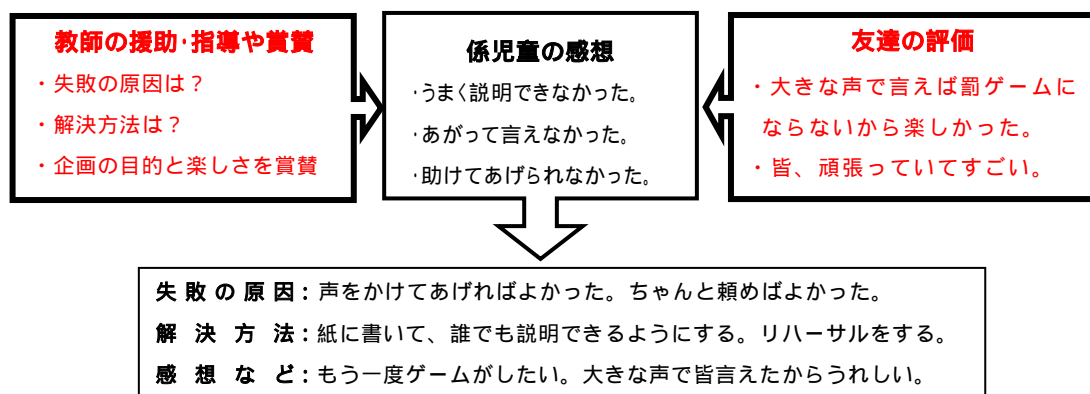 教師の援助・指導や賞賛
・失敗の原因は？
・解決方法は？
・企画の目的と楽しさを賞賛
係児童の感想
・うまく説明できなかった。
・あがって言えなかった。
・助けてあげられなかった。
友達の評価
・大きな声で言えば罰ゲームに
ならないから楽しかった。
・皆、頑張っていてすごい。
失敗の原因：声をかけてあげればよかった。ちゃんと頼めばよかった。
解決方法：紙に書いて、誰でも説明できるようにする。リハーサルをする。
感想など：もう一度ゲームがしたい。大きな声で皆言えたからうれしい。